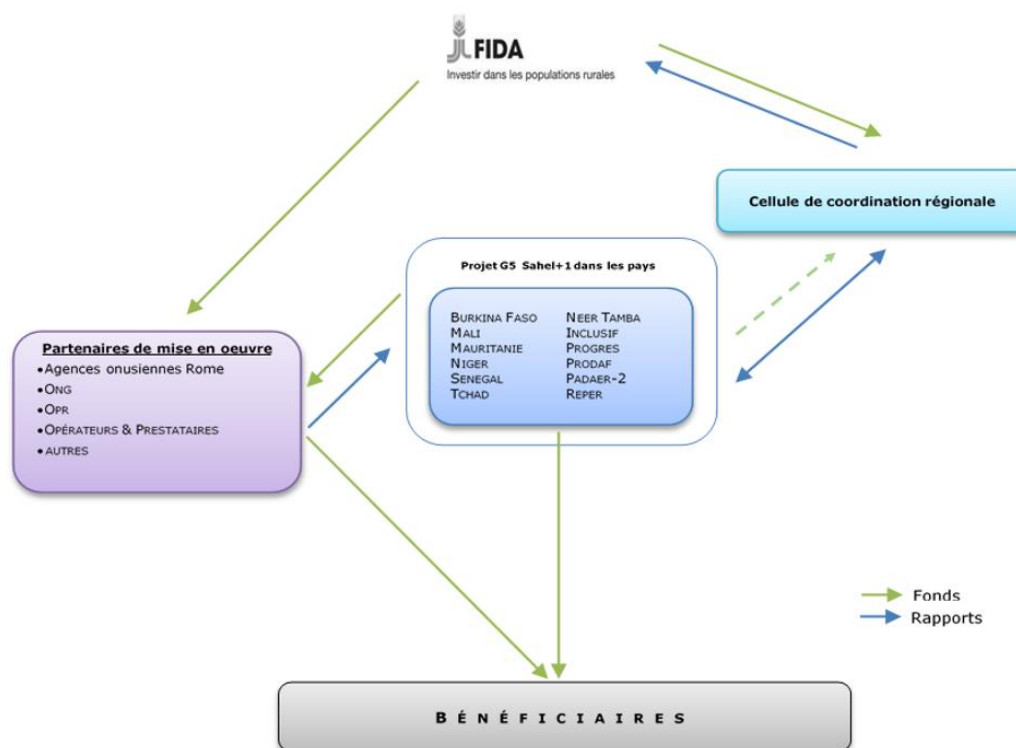 FIDA
Investir dans les populations rurales
Cellule de coordination régionale
Projet G5 Sahel+1 dans les pays
BURKINA FASO NEER TAMBA
MALI INCLUSIF
MAURITANIE PROGRES
NIGER PRODAF
SENEGAL PADAER-2
TCHAD REPER
Partenaires de mise en oeuvre
•Agences onusiennes Rome
•ONG
•OPR
•OPÉRATEURS & PRESTATAIRES
•AUTRES
Fonds
Rapports
BÉNÉFICIAIRES